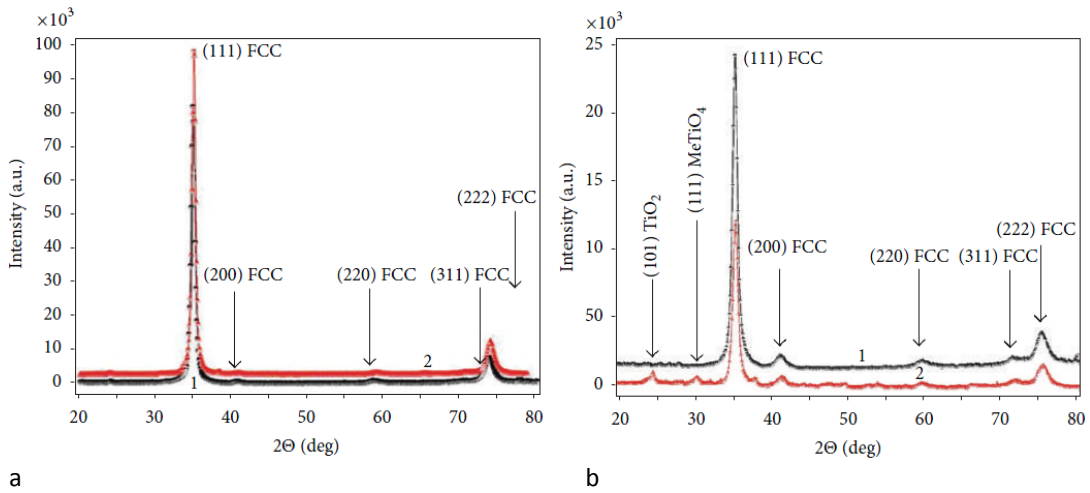 ×10³
100
90
80
70
60
50
40
30
20
10
0
Intensity (a.u.)
(111) FCC
(222) FCC
(200) FCC
(220) FCC
(311) FCC
1
2
20
30
40
50
60
70
80
2Θ (deg)
a
×10³
25
20
15
10
50
0
Intensity (a.u.)
(111) FCC
(101) TiO₂
(111) MeTiO₄
(200) FCC
(220) FCC
(311) FCC
(222) FCC
1
2
20
30
40
50
60
70
80
2Θ (deg)
b